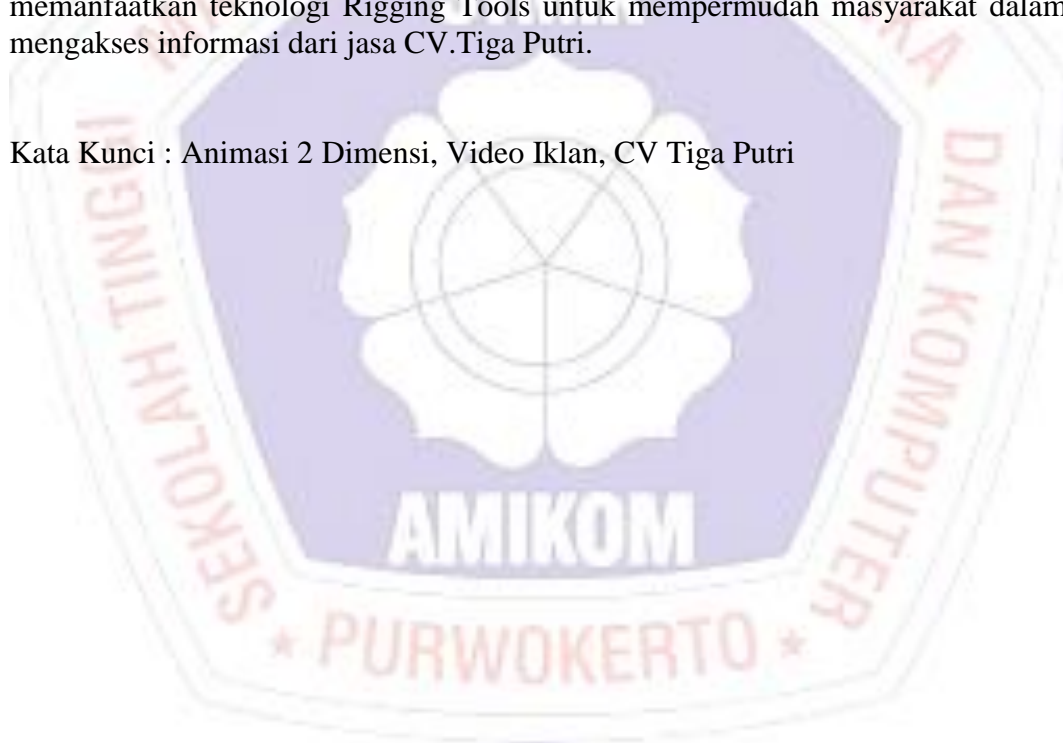 memanfaatkan teknologi Rigging Tools untuk mempermudah masyarakat dalam
mengakses informasi dari jasa CV.Tiga Putri.
Kata Kunci : Animasi 2 Dimensi, Video Iklan, CV Tiga Putri
SEKOLAH TINGGI
DAN KOMPUTER
AMIKOM
* PURWOKERTO *